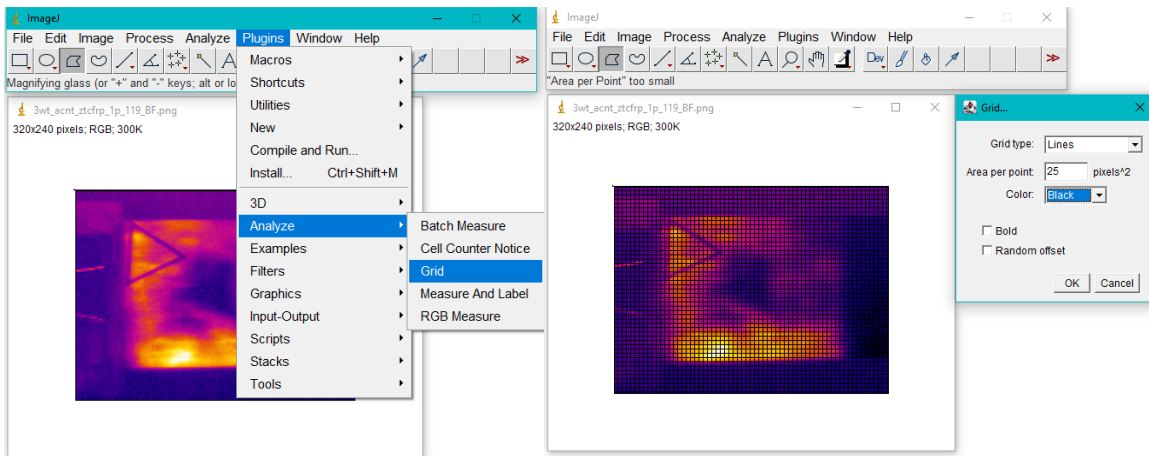 ImageJ
File Edit Image Process Analyze Plugins Window Help
A
Magnifying glass (or "+" and "-" keys; alt or lo
3wt_acnt_ztcfrp_1p_119_BF.png
320x240 pixels; RGB; 300K
Macros
Shortcuts
Utilities
New
Compile and Run...
Install... Ctrl+Shift+M
3D
Analyze
Examples
Filters
Graphics
Input-Output
Scripts
Stacks
Tools
Batch Measure
Cell Counter Notice
Grid
Measure And Label
RGB Measure
ImageJ
File Edit Image Process Analyze Plugins Window Help
A Dev
"Area per Point" too small
3wt_acnt_ztcfrp_1p_119_BF.png
320x240 pixels; RGB; 300K
Grid...
Grid type: Lines
Area per point: 25 pixels^2
Color: Black
Bold
Random offset
OK Cancel